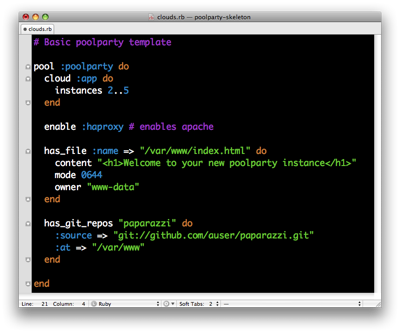 clouds.rb — poolparty-skeleton
clouds.rb
# Basic poolparty template
pool :poolparty do
cloud :app do
instances 2..5
end
enable :haproxy # enables apache
has_file :name => "/var/www/index.html" do
content "<h1>Welcome to your new poolparty instance</h1>"
mode 0644
owner "www-data"
end
has_git_repos "paparazzi" do
:source => "git://github.com/auser/paparazzi.git"
:at => "/var/www"
end
end
Line: 21 Column: 4 Ruby Soft Tabs: 2 —